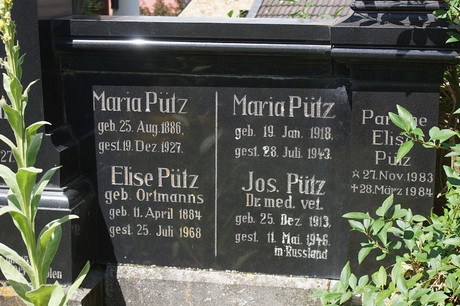 Maria Pütz
geb. 25. Aug. 1886.
gest. 19. Dez. 1927.
Elise Pütz
geb. Ortmanns
geb. 11. April 1884
gest. 25. Juli 1968
Maria Pütz
geb. 19. Jan. 1918.
gest. 28. Juli 1943.
Jos. Pütz
Dr. med. vet.
geb. 25. Dez. 1913.
gest. 11. Mai. 1946.
in Russland
Elise
Pütz
☆ 27. Nov. 1983
-28. März 1984